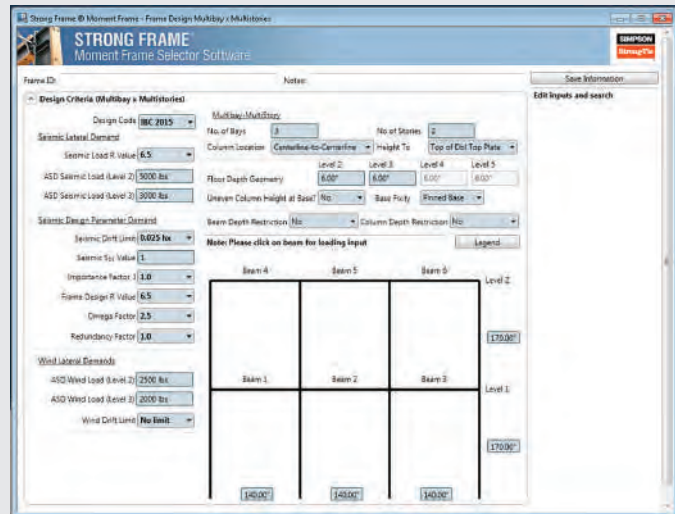 Strong Frame ® Moment Frame - Frame Design Multibay x Multistories
STRONG FRAME
Moment Frame Selector Software
SIMPSON
Strong-Tie
Frame ID:
Notes:
Save Information
Edit inputs and search
Design Criteria (Multibay x Multistories)
Design Code IBC 2015
Seismic Lateral Demand
Seismic Load R Value 6.5
ASD Seismic Load (Level 2) 5000 lbs
ASD Seismic Load (Level 3) 3000 lbs
Seismic Design Parameter Demand
Seismic Drift Limit 0.025 hx
Seismic SDS Value 1
Importance Factor I 1.0
Frame Design R Value 6.5
Omega Factor 2.5
Redundancy Factor 1.0
Wind Lateral Demands
ASD Wind Load (Level 2) 2500 lbs
ASD Wind Load (Level 3) 2000 lbs
Wind Drift Limit No limit
Multibay-MultiStory
No. of Bays 3 No of Stories 2
Column Location Centerline-to-Centerline Height To Top of Dbl Top Plate
Level 2 Level 3 Level 4 Level 5
Floor Depth Geometry 6.00" 6.00" 6.00" 6.00"
Uneven Column Height at Base? No Base Fixity Pinned Base
Beam Depth Restriction No Column Depth Restriction No
Note: Please click on beam for loading input Legend
Beam 4 Beam 5 Beam 6
Level 2
170.00"
Beam 1 Beam 2 Beam 3
Level 1
170.00"
140.00" 140.00" 140.00"